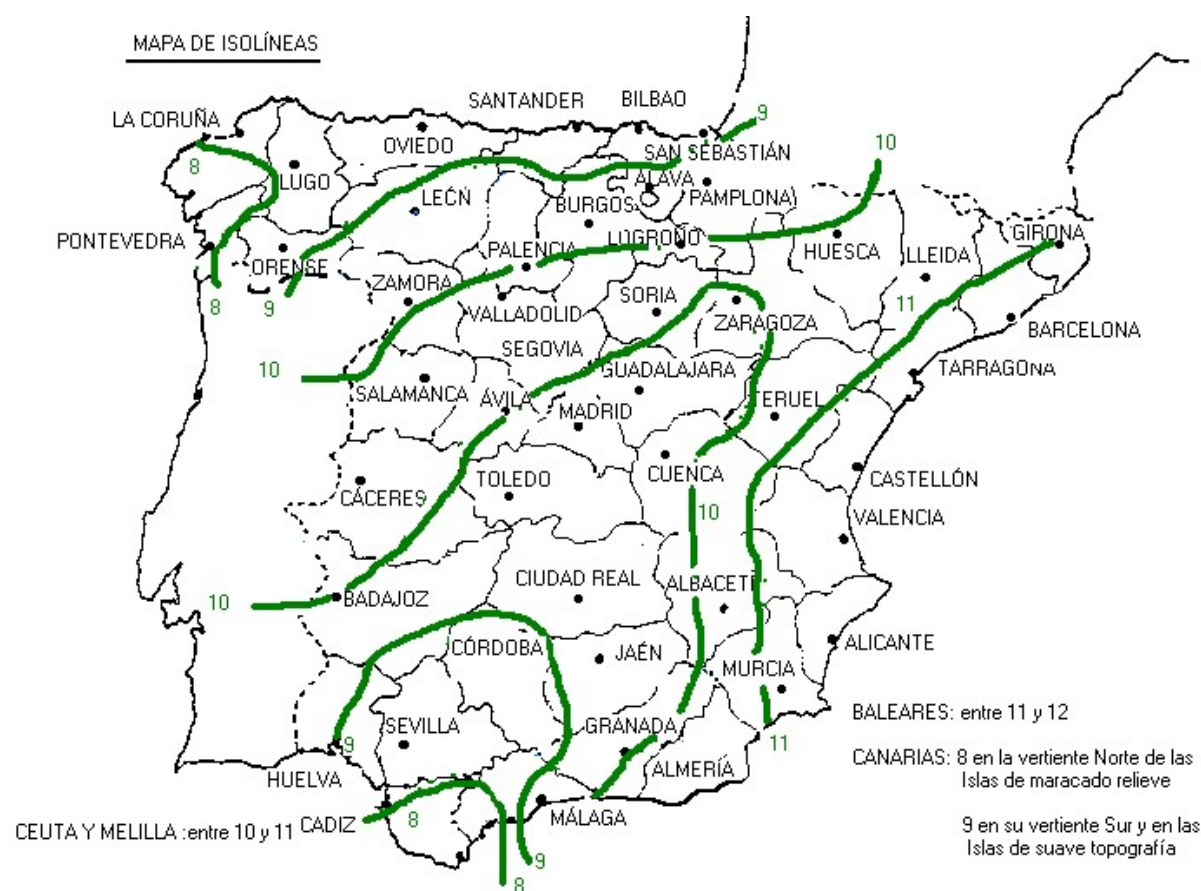 MAPA DE ISOLÍNEAS
SANTANDER
BILBAO
LA CORUÑA
OVIEDO
9
SAN SEBASTIÁN
10
8
LUGO
ALAVA
PAMPLONA
LECN
BURGOS
PONTEVEDRA
ORENSE
PALENCIA
LOGROÑO
HUESCA
GIRONA
LLEIDA
8
9
ZAMORA
SORIA
11
VALLADOLID
ZARAGOZA
BARCELONA
SEGOVIA
10
SALAMANCA
GUADALAJARA
TARRAGONA
ÁVILA
MADRID
TERUEL
CUENCA
CASTELLÓN
CÁCERES
TOLEDO
10
VALENCIA
CIUDAD REAL
ALBACETE
10
BADAJOZ
ALICANTE
CÓRDOBA
JAÉN
MURCIA
BALEARES: entre 11 y 12
SEVILLA
GRANADA
9
11
CANARIAS: 8 en la vertiente Norte de las
Islas de maracado relieve
HUELVA
ALMERÍA
CEUTA Y MELILLA :entre 10 y 11
CADIZ
8
MÁLAGA
9 en su vertiente Sur y en las
Islas de suave topografía
9
8